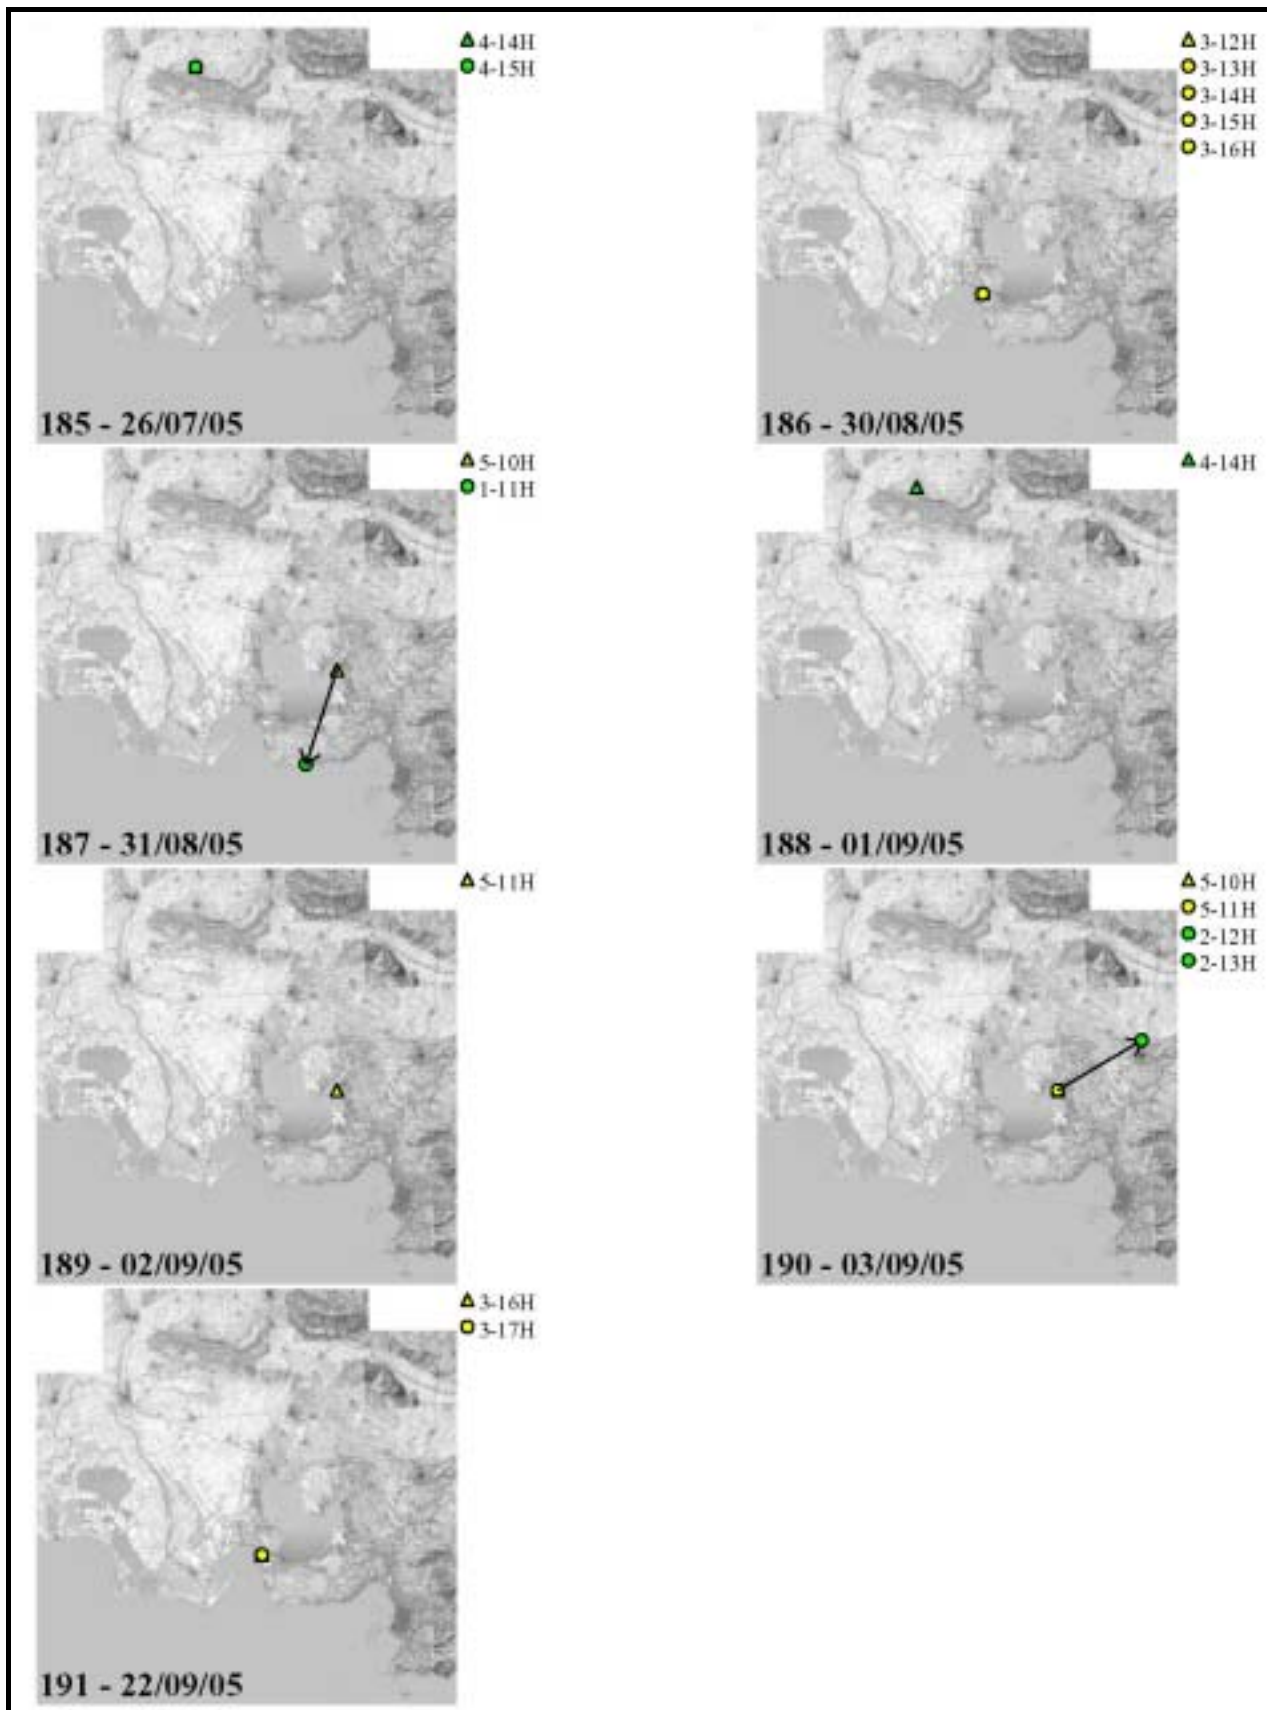 4-14H
4-15H
185 - 26/07/05
3-12H
3-13H
3-14H
3-15H
3-16H
186 - 30/08/05
5-10H
1-11H
187 - 31/08/05
4-14H
188 - 01/09/05
5-11H
189 - 02/09/05
5-10H
5-11H
2-12H
2-13H
190 - 03/09/05
3-16H
3-17H
191 - 22/09/05